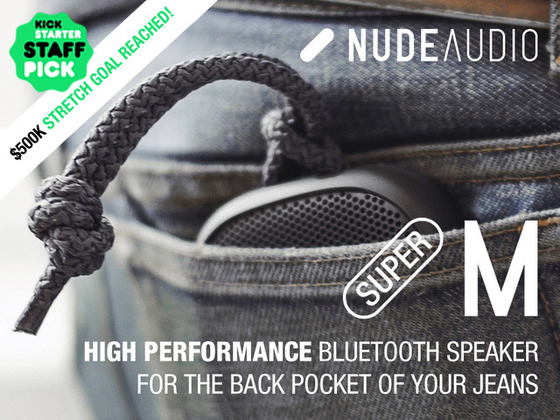 KICK
STARTER
STAFF
PICK
$500K STRETCH GOAL REACHED!
NUDEAUDIO
SUPER
M
HIGH PERFORMANCE BLUETOOTH SPEAKER
FOR THE BACK POCKET OF YOUR JEANS